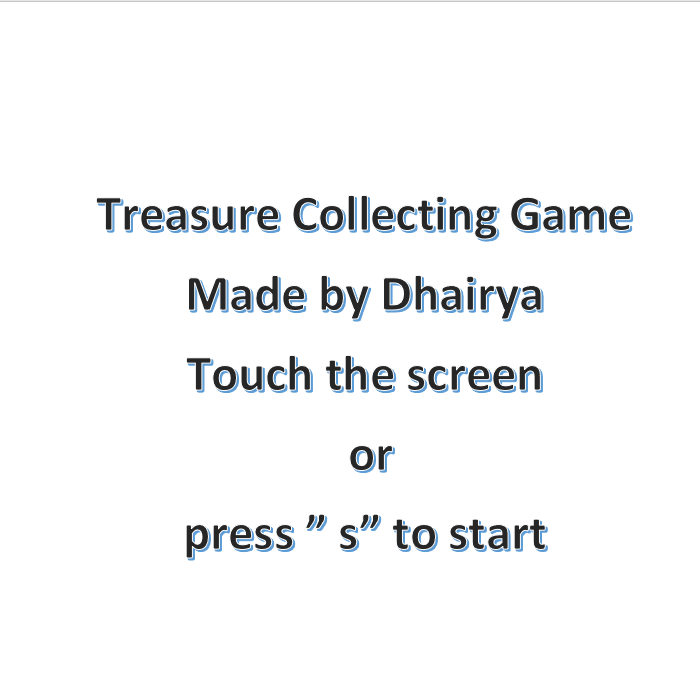 Treasure Collecting Game
Made by Dhairya
Touch the screen
or
press ” s” to start